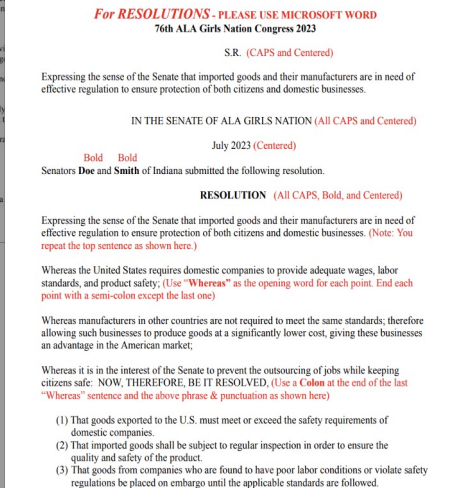 For RESOLUTIONS - PLEASE USE MICROSOFT WORD
76th ALA Girls Nation Congress 2023
S.R. (CAPS and Centered)
Expressing the sense of the Senate that imported goods and their manufacturers are in need of
effective regulation to ensure protection of both citizens and domestic businesses.
IN THE SENATE OF ALA GIRLS NATION (All CAPS and Centered)
July 2023 (Centered)
Bold Bold
Senators Doe and Smith of Indiana submitted the following resolution.
RESOLUTION (All CAPS, Bold, and Centered)
Expressing the sense of the Senate that imported goods and their manufacturers are in need of
effective regulation to ensure protection of both citizens and domestic businesses. (Note: You
repeat the top sentence as shown here.)
Whereas the United States requires domestic companies to provide adequate wages, labor
standards, and product safety; (Use “Whereas” as the opening word for each point. End each
point with a semi-colon except the last one)
Whereas manufacturers in other countries are not required to meet the same standards; therefore
allowing such businesses to produce goods at a significantly lower cost, giving these businesses
an advantage in the American market;
Whereas it is in the interest of the Senate to prevent the outsourcing of jobs while keeping
citizens safe: NOW, THEREFORE, BE IT RESOLVED, (Use a Colon at the end of the last
“Whereas” sentence and the above phrase & punctuation as shown here)
(1) That goods exported to the U.S. must meet or exceed the safety requirements of
domestic companies.
(2) That imported goods shall be subject to regular inspection in order to ensure the
quality and safety of the product.
(3) That goods from companies who are found to have poor labor conditions or violate safety
regulations be placed on embargo until the applicable standards are followed.